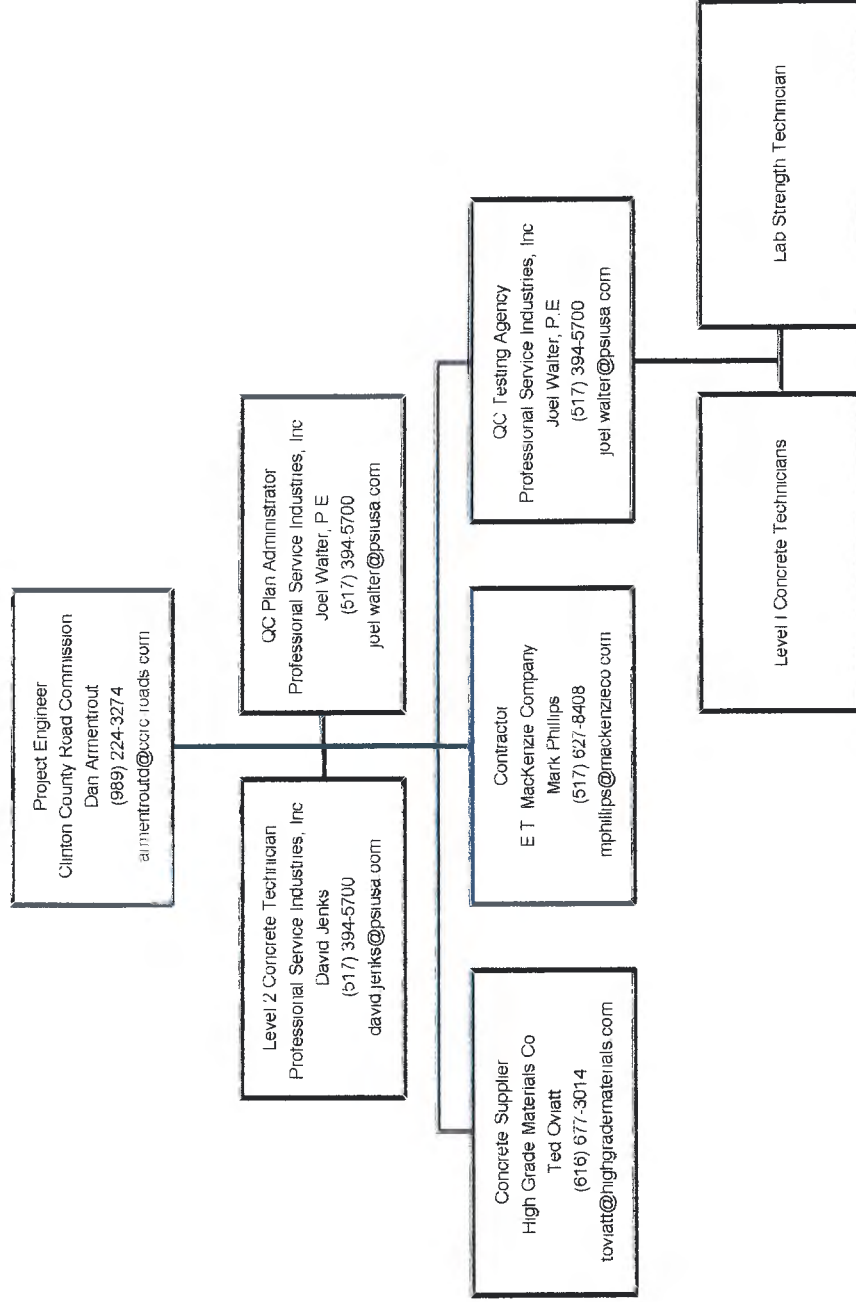 Project Engineer
Clinton County Road Commission
Dan Armentrout
(989) 224-3274
Level 2 Concrete Technician
Professional Service Industries, Inc
David Jenks
(517) 394-5700
david jenks@psiusa com
QC Plan Administrator
Professional Service Industries, Inc
Joel Walter, P E
(517) 394-5700
joel walter@psiusa com
Concrete Supplier
High Grade Materials Co
Ted Oviatt
(616) 677-3014
toviatt@highgradematerials.com
Contractor
E T MacKenzie Company
Mark Phillips
(517) 627-8408
mphillips@mackenzieco com
QC Testing Agency
Professional Service Industries, Inc
Joel Walter, P.E
(517) 394-5700
joel walter@psiusa com
Level I Concrete Technicians
Lab Strength Technician